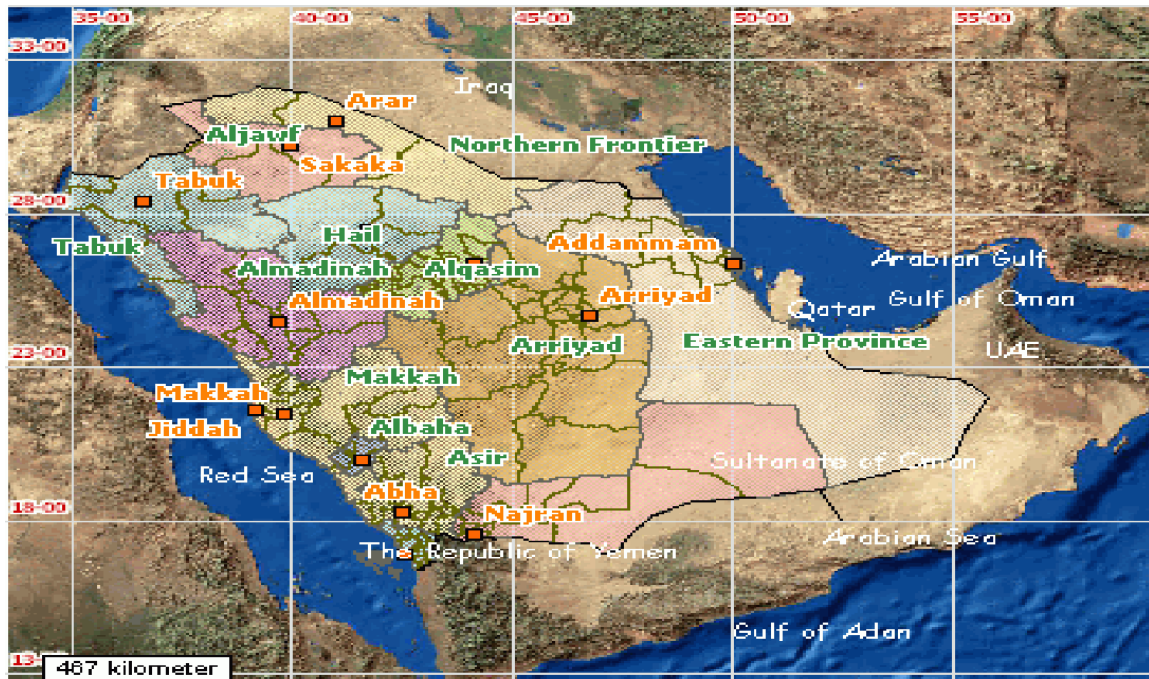 35-00 40-00 45-00 50-00 55-00
33-00
Iraq
Arar
Aljawf
Northern Frontier
Sakaka
Tabuk
28-00
Hail
Tabuk
Addammam
Almadinah
Alqasim
Arabian Gulf
Almadinah
Arriyad
Gulf of Oman
Qatar
Arriyad
Eastern Province
UAE
23-00
Makkah
Makkah
Jiddah
Albaha
Asir
Sultanato of Oman
Red Sea
Abha
Najran
18-00
The Republic of Yemen
Arabian Sea
Gulf of Adan
13-
467 kilometer